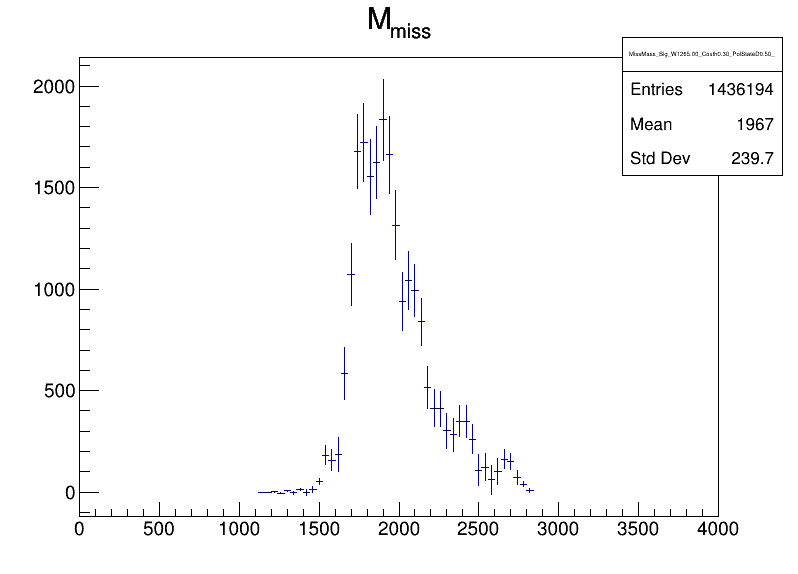 M_miss
MissMass_Sig_W1265.00_Costh0.30_PolStateD0.50_
Entries 1436194
Mean 1967
Std Dev 239.7
2000
1500
1000
500
0
0 500 1000 1500 2000 2500 3000 3500 4000